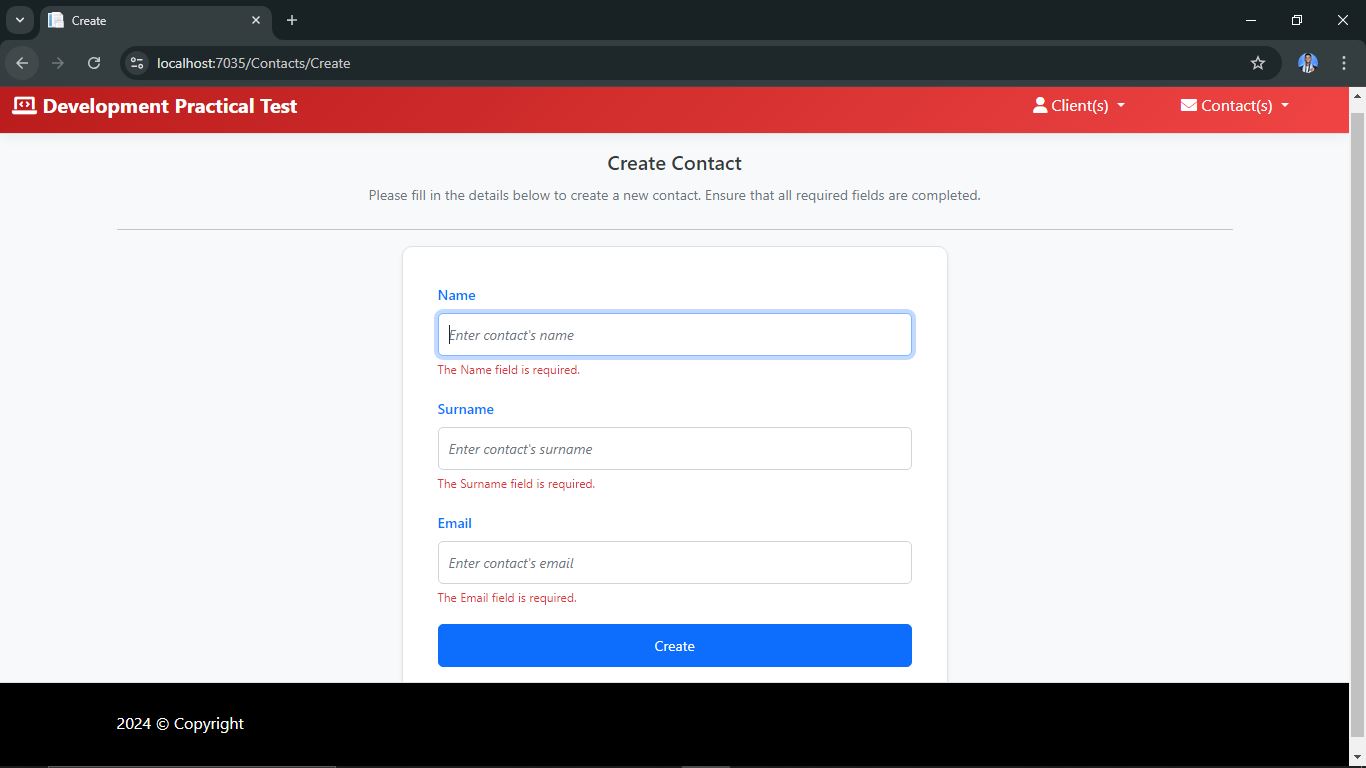 Create
localhost:7035/Contacts/Create
Development Practical Test
Client(s)
Contact(s)
Create Contact
Please fill in the details below to create a new contact. Ensure that all required fields are completed.
Name
Enter contact's name
The Name field is required.
Surname
Enter contact's surname
The Surname field is required.
Email
Enter contact's email
The Email field is required.
Create
2024 © Copyright